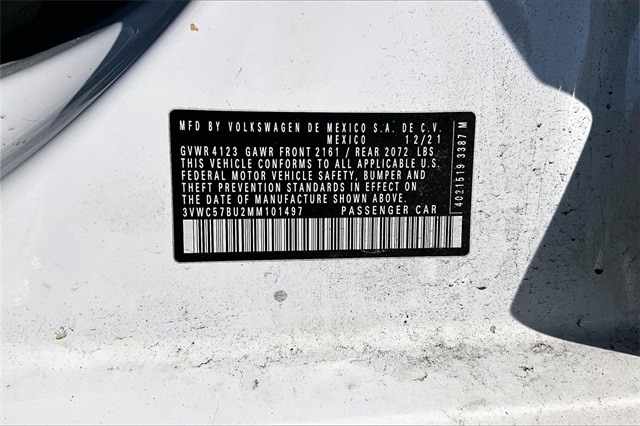 MFD BY VOLKSWAGEN DE MEXICO S.A. DE C.V.
MEXICO 12/21
GVWR 4123 GAWR FRONT 2161 / REAR 2072 LBS
THIS VEHICLE CONFORMS TO ALL APPLICABLE U.S.
FEDERAL MOTOR VEHICLE SAFETY, BUMPER AND
THEFT PREVENTION STANDARDS IN EFFECT ON
THE DATE OF MANUFACTURE SHOWN ABOVE.
3VWC57BU2MM101497 PASSENGER CAR
4021519 3387 M